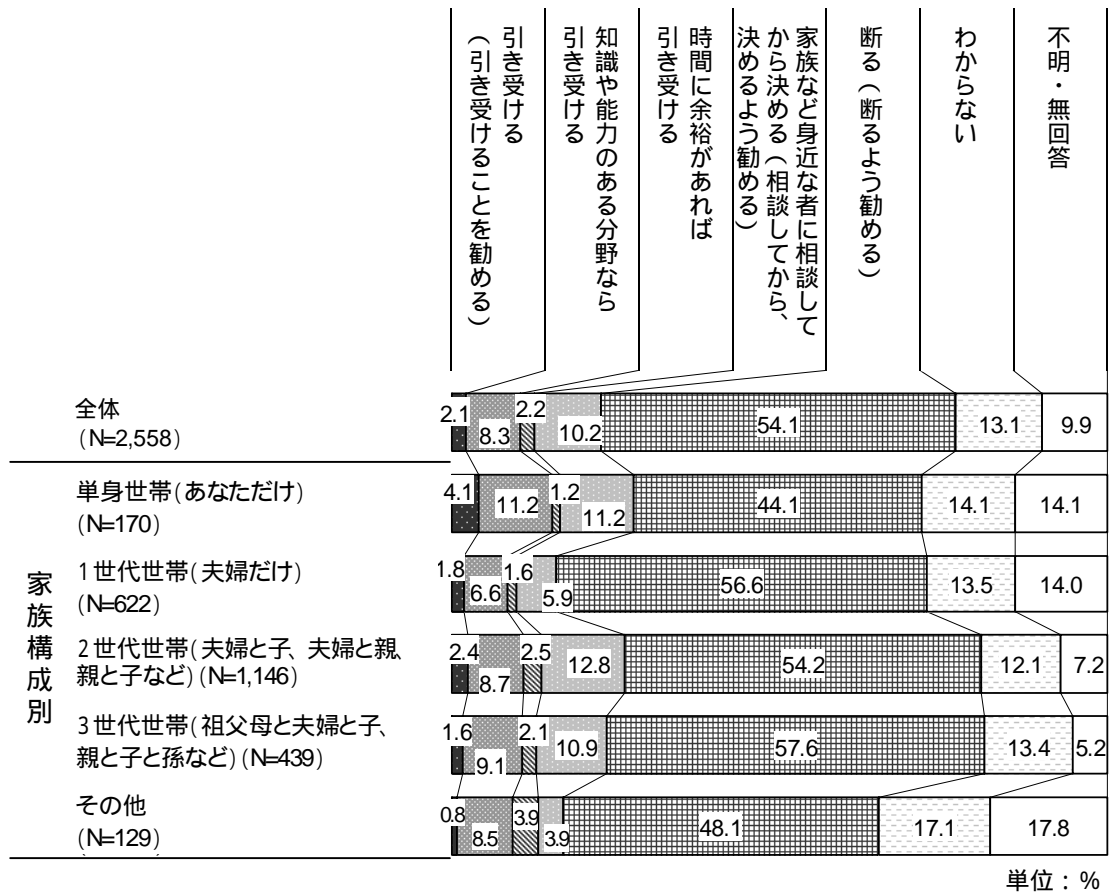 引き受ける
(引き受けることを勧める)
知識や能力のある分野なら
引き受ける
時間に余裕があれば
引き受ける
家族など身近な者に相談して
から決める(相談してから、
決めるよう勧める)
断る(断るよう勧める)
わからない
不明・無回答
全体
(N=2,558)
2.1 8.3 2.2 10.2 54.1 13.1 9.9
家族構成別
単身世帯(あなただけ)
(N=170)
4.1 11.2 1.2 11.2 44.1 14.1 14.1
1世代世帯(夫婦だけ)
(N=622)
1.8 6.6 1.6 5.9 56.6 13.5 14.0
2世代世帯(夫婦と子、夫婦と親、
親と子など)(N=1,146)
2.4 8.7 2.5 12.8 54.2 12.1 7.2
3世代世帯(祖父母と夫婦と子、
親と子と孫など)(N=439)
1.6 9.1 2.1 10.9 57.6 13.4 5.2
その他
(N=129)
0.8 8.5 3.9 3.9 48.1 17.1 17.8
単位:%